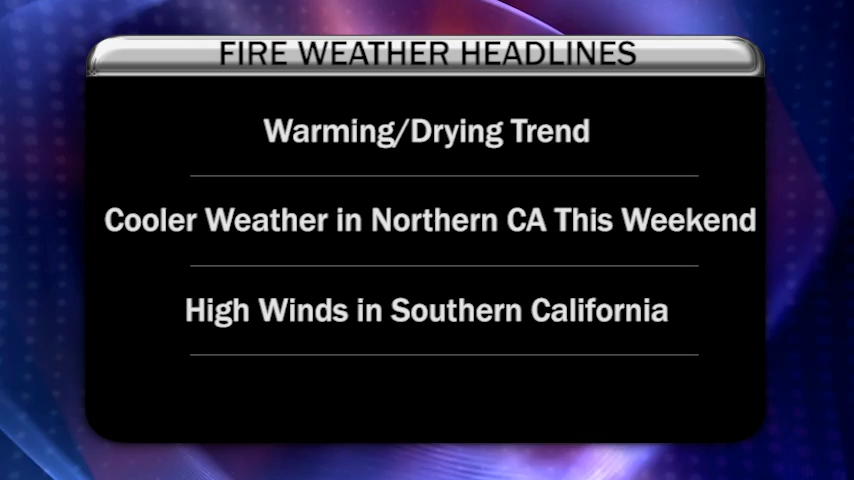 FIRE WEATHER HEADLINES
Warming/Drying Trend
Cooler Weather in Northern CA This Weekend
High Winds in Southern California